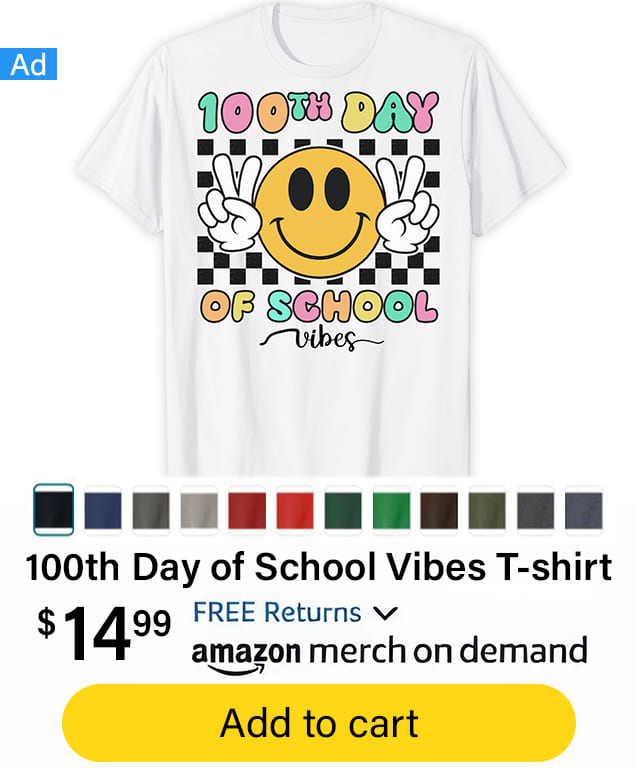 Ad
100TH DAY
OF SCHOOL
vibes
100th Day of School Vibes T-shirt
$14.99 FREE Returns
amazon merch on demand
Add to cart